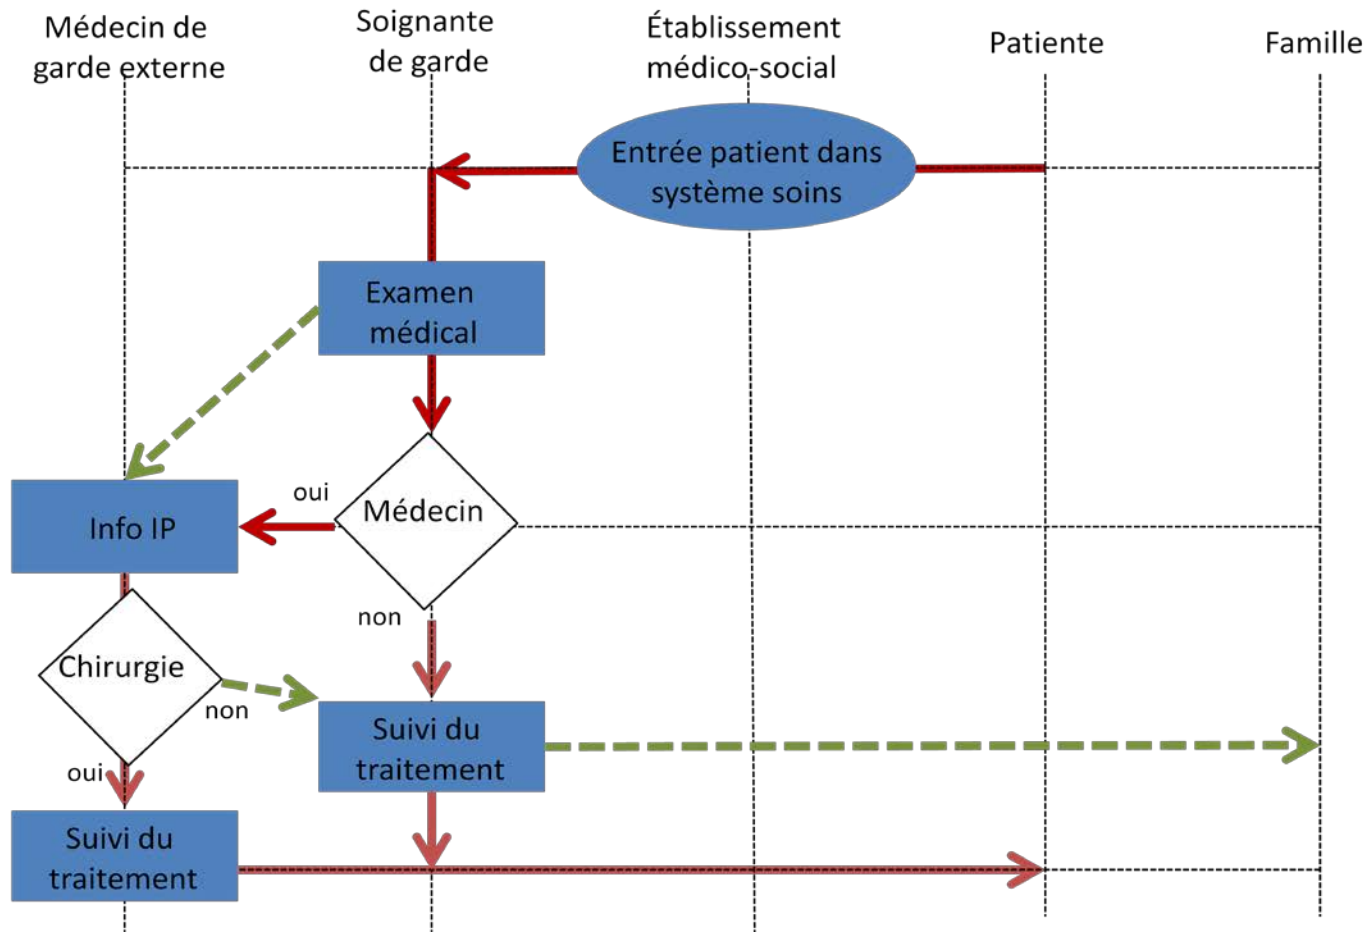 Médecin de
garde externe
Soignante
de garde
Établissement
médico-social
Patiente
Famille
Entrée patient dans
système soins
Examen
médical
oui
Médecin
Info IP
non
Chirurgie
non
Suivi du
traitement
oui
Suivi du
traitement